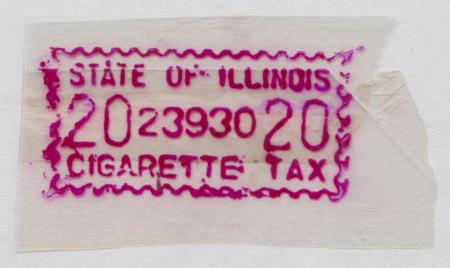 STATE OF ILLINOIS
20 23930 20
CIGARETTE TAX